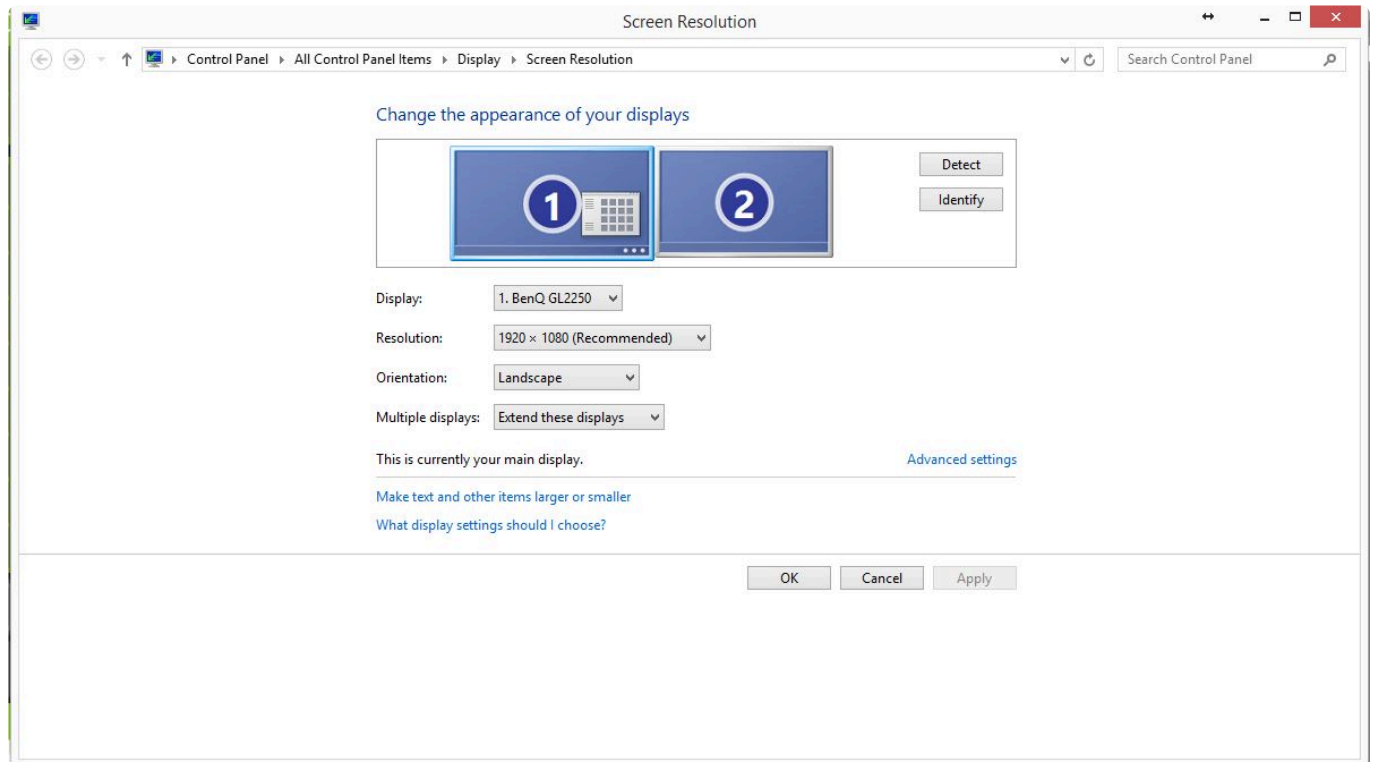 Screen Resolution
Control Panel All Control Panel Items Display Screen Resolution Search Control Panel
Change the appearance of your displays
1 2
Detect
Identify
Display: 1. BenQ GL2250
Resolution: 1920 × 1080 (Recommended)
Orientation: Landscape
Multiple displays: Extend these displays
This is currently your main display. Advanced settings
Make text and other items larger or smaller
What display settings should I choose?
OK Cancel Apply